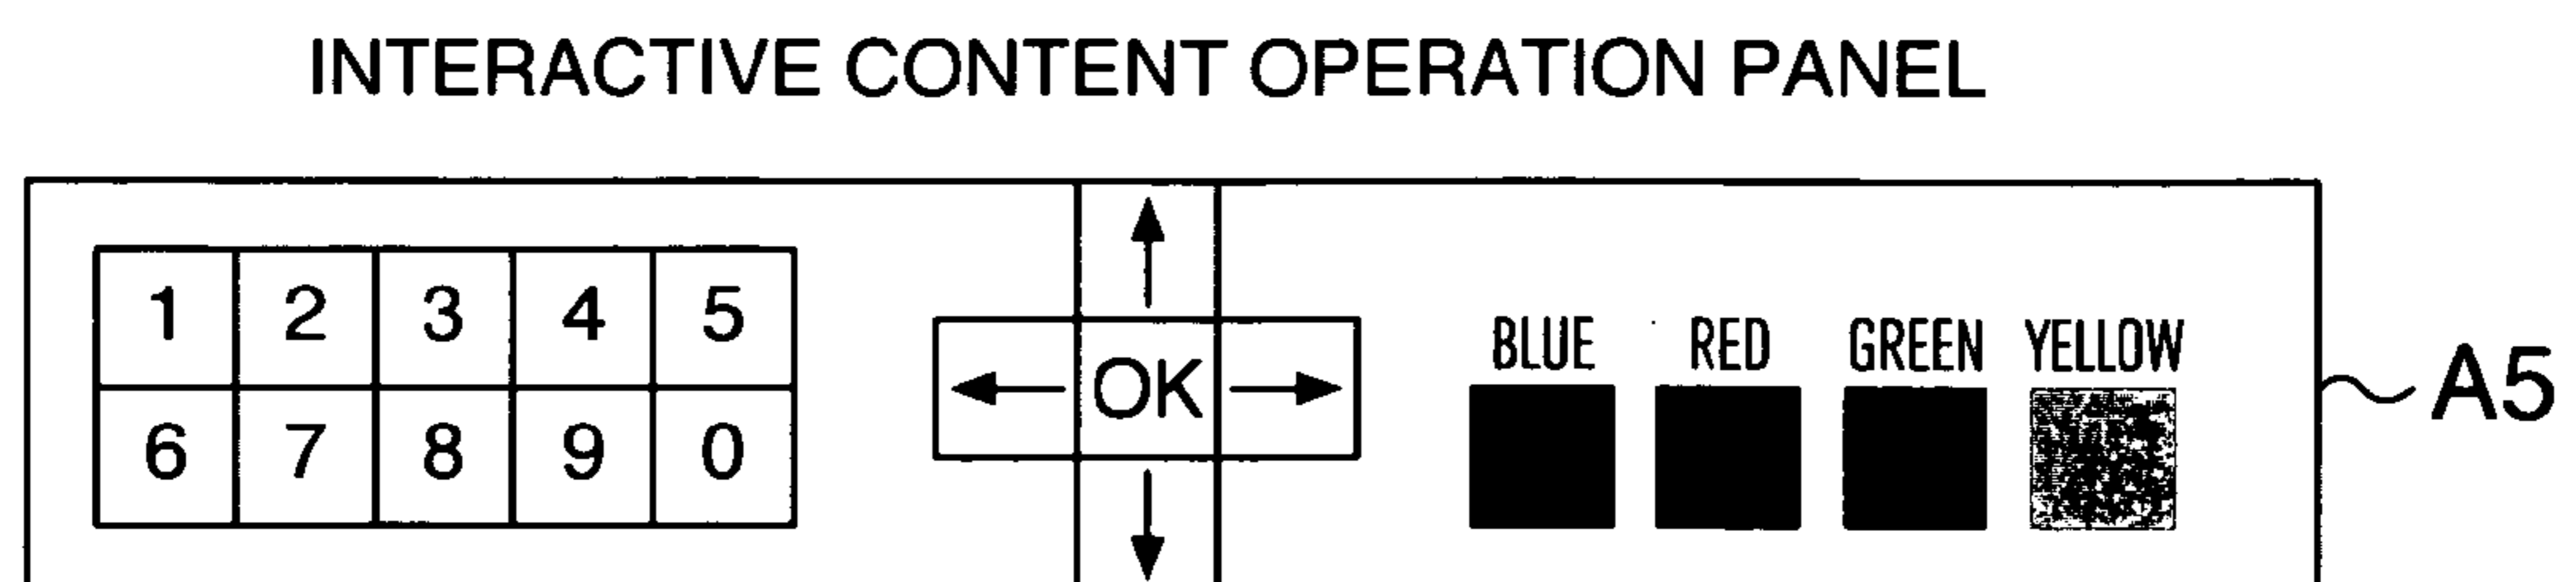 INTERACTIVE CONTENT OPERATION PANEL
1 2 3 4 5
6 7 8 9 0
OK
BLUE RED GREEN YELLOW
A5